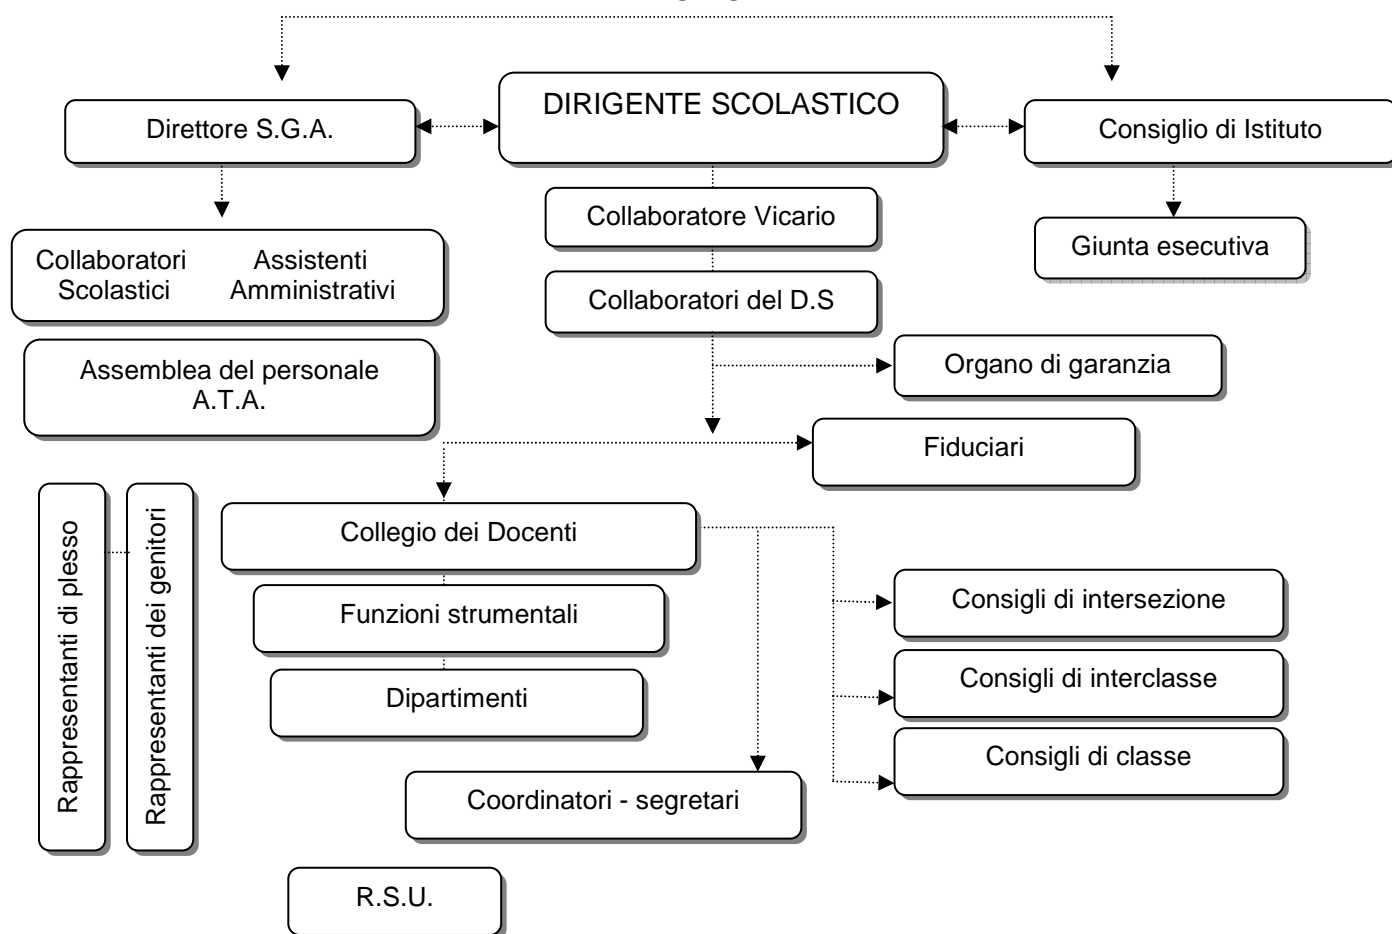 DIRIGENTE SCOLASTICO
Direttore S.G.A.
Consiglio di Istituto
Collaboratore Vicario
Giunta esecutiva
Collaboratori
Scolastici
Assistenti
Amministrativi
Collaboratori del D.S
Assemblea del personale
A.T.A.
Organo di garanzia
Fiduciari
Rappresentanti di plesso
Rappresentanti dei genitori
Collegio dei Docenti
Funzioni strumentali
Dipartimenti
Consigli di intersezione
Consigli di interclasse
Consigli di classe
Coordinatori - segretari
R.S.U.